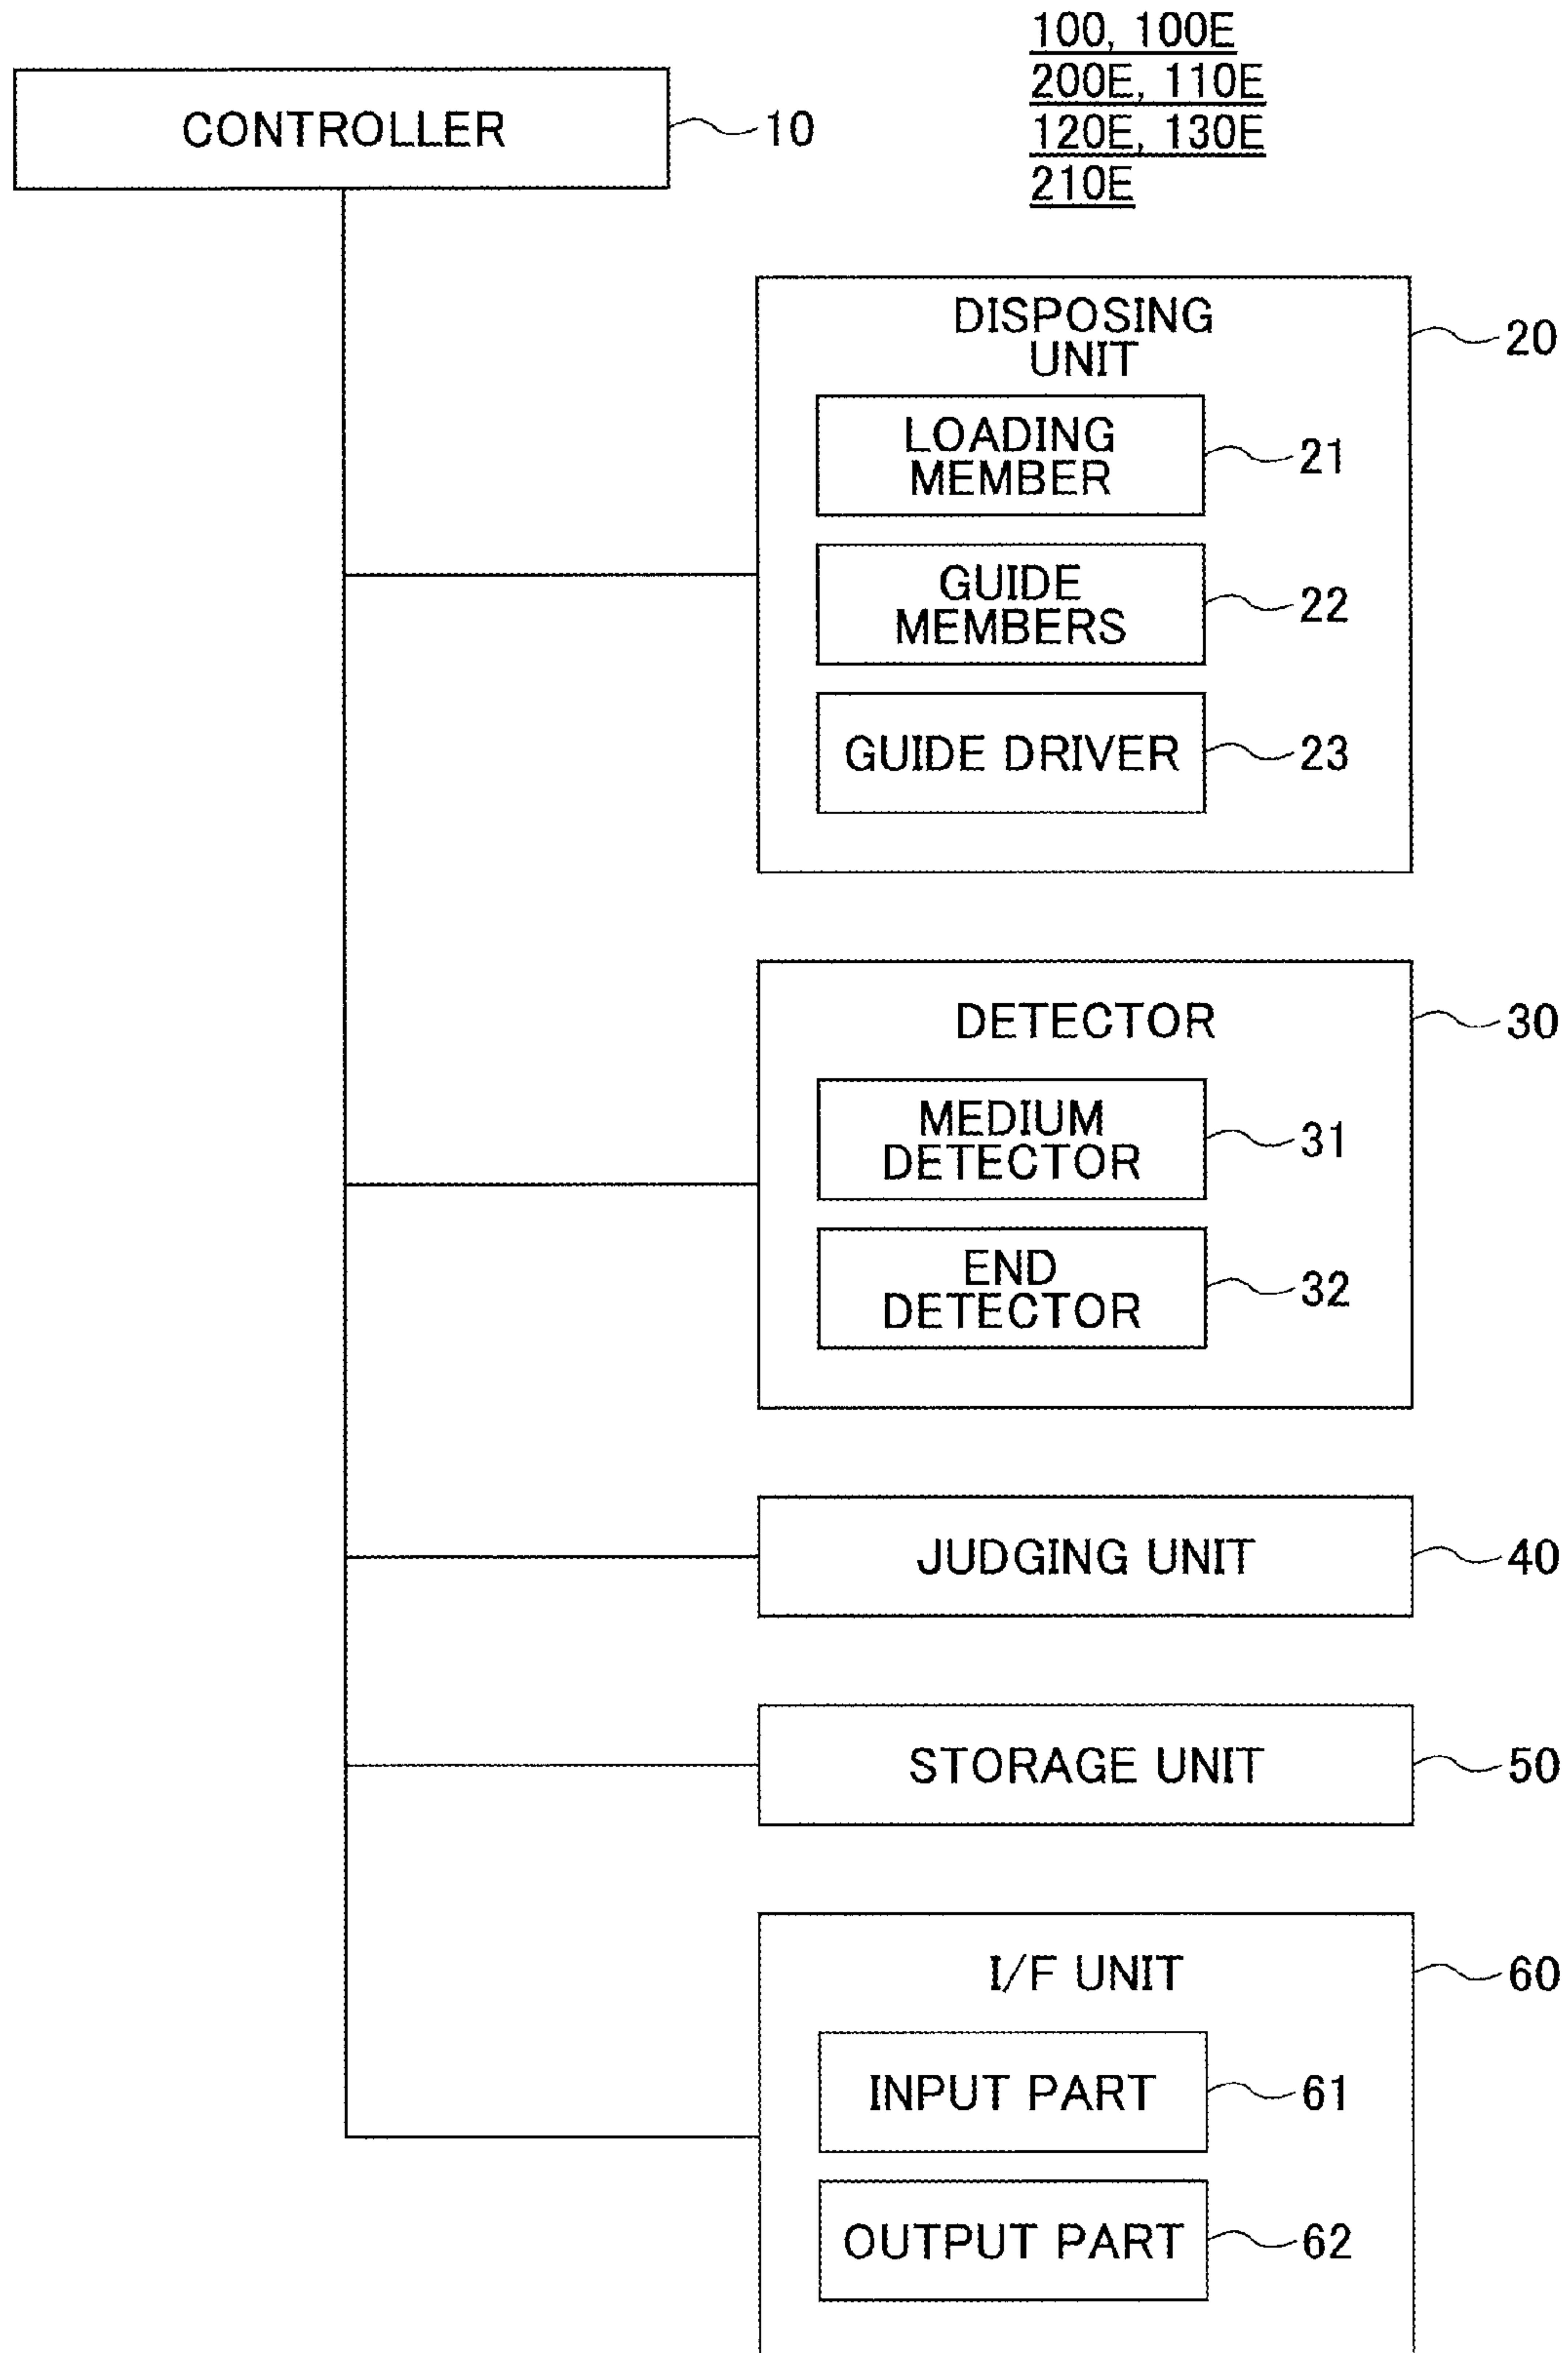 100, 100E
200E, 110E
120E, 130E
210E
CONTROLLER
10
DISPOSING
UNIT
20
LOADING
MEMBER
21
GUIDE
MEMBERS
22
GUIDE DRIVER
23
DETECTOR
30
MEDIUM
DETECTOR
31
END
DETECTOR
32
JUDGING UNIT
40
STORAGE UNIT
50
I/F UNIT
60
INPUT PART
61
OUTPUT PART
62